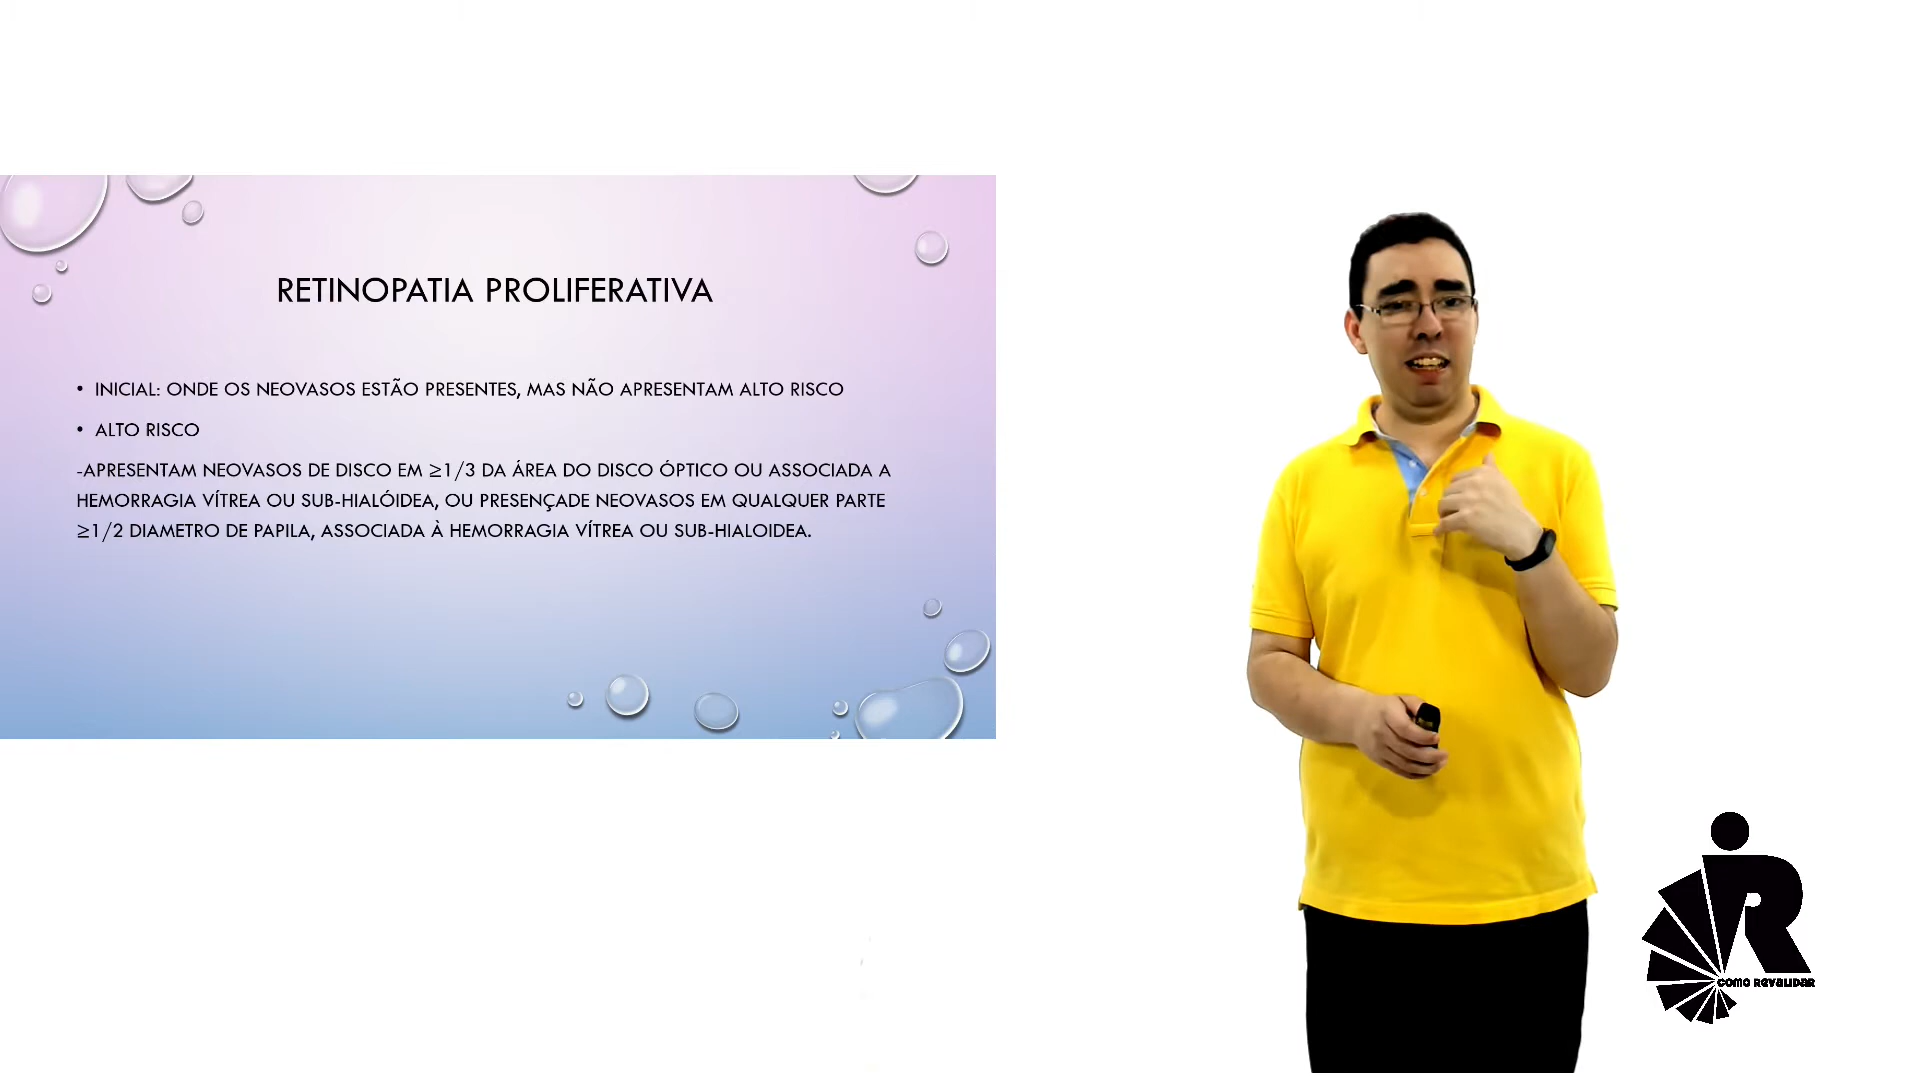 RETINOPATIA PROLIFERATIVA
• INICIAL: ONDE OS NEOVASOS ESTÃO PRESENTES, MAS NÃO APRESENTAM ALTO RISCO
• ALTO RISCO
-APRESENTAM NEOVASOS DE DISCO EM ≥1/3 DA ÁREA DO DISCO ÓPTICO OU ASSOCIADA A
HEMORRAGIA VÍTREA OU SUB-HIALÓIDEA, OU PRESENÇADE NEOVASOS EM QUALQUER PARTE
≥1/2 DIAMETRO DE PAPILA, ASSOCIADA À HEMORRAGIA VÍTREA OU SUB-HIALOIDEA.
R
COMO REVALIDAR